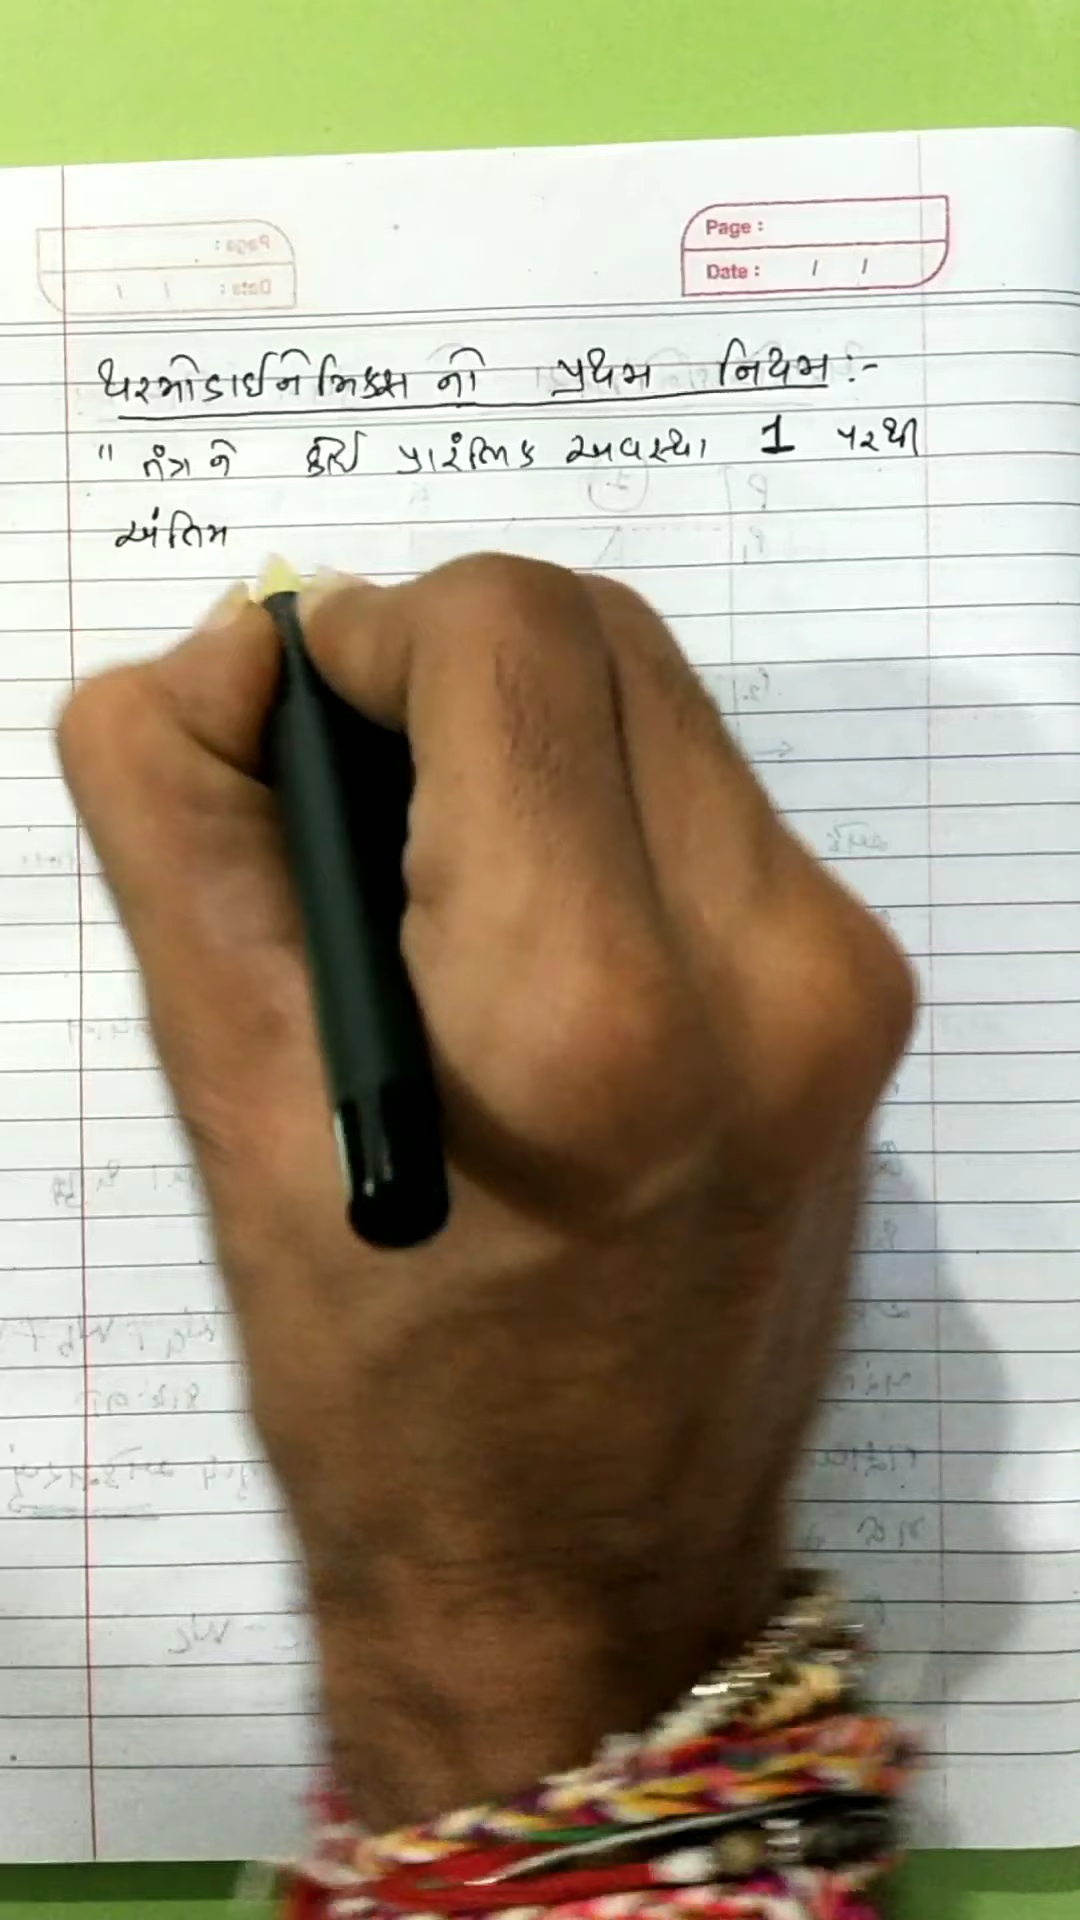 Page :
Date : / /
થરમોડાઈનેમિક્સ નો પ્રથમ નિયમ:-
" તંત્ર ને કોઈ પ્રારંભિક અવસ્થા 1 પરથી
અંતિમ